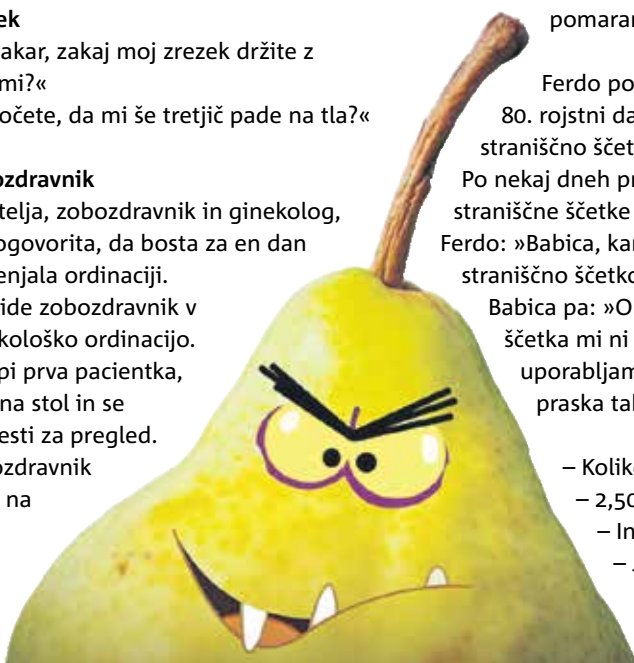 ek
akar, zakaj moj zrezek držite z
mi?«
očete, da mi še tretjič pade na tla?«
ozdravnik
telja, zobozdravnik in ginekolog,
ogovorita, da bosta za en dan
enjala ordinaciji.
ide zobozdravnik v
kološko ordinacijo.
pi prva pacientka,
na stol in se
esti za pregled.
ozdravnik
na
pomaran
Ferdo po
80. rojstni da
straniščno ščet
Po nekaj dneh pr
straniščne ščetke
Ferdo: »Babica, kar
straniščno ščetko
Babica pa: »O
ščetka mi ni
uporabljam
praska tal
– Kolik
– 2,50
– In
–